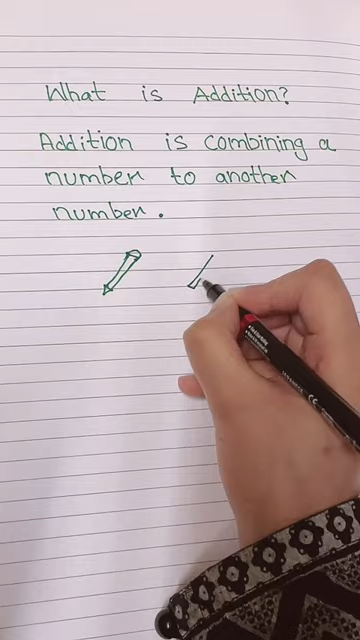 What is Addition?
Addition is combining a
number to another
number.